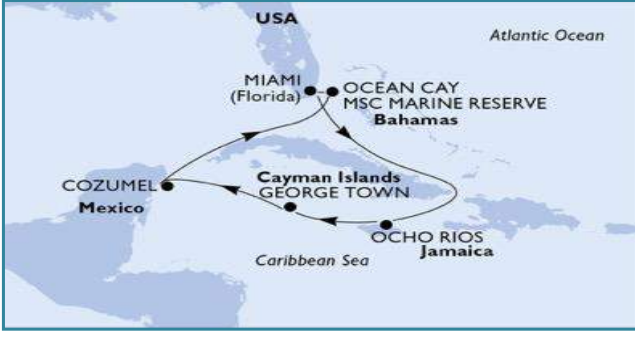 USA
Atlantic Ocean
MIAMI
(Florida)
OCEAN CAY
MSC MARINE RESERVE
Bahamas
Cayman Islands
GEORGE TOWN
COZUMEL
Mexico
OCHO RIOS
Jamaica
Caribbean Sea